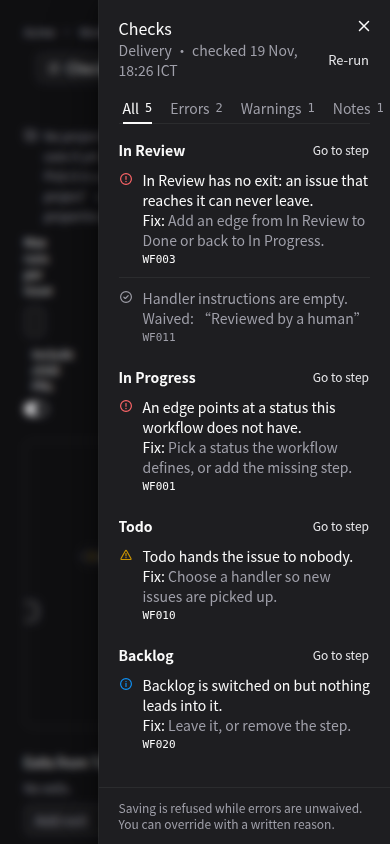 Checks
Delivery • checked 19 Nov,
18:26 ICT
Re-run
All 5 Errors 2 Warnings 1 Notes 1
In Review Go to step
In Review has no exit: an issue that
reaches it can never leave.
Fix: Add an edge from In Review to
Done or back to In Progress.
WF003
Handler instructions are empty.
Waived: “Reviewed by a human”
WF011
In Progress Go to step
An edge points at a status this
workflow does not have.
Fix: Pick a status the workflow
defines, or add the missing step.
WF001
Todo Go to step
Todo hands the issue to nobody.
Fix: Choose a handler so new
issues are picked up.
WF010
Backlog Go to step
Backlog is switched on but nothing
leads into it.
Fix: Leave it, or remove the step.
WF020
Saving is refused while errors are unwaived.
You can override with a written reason.